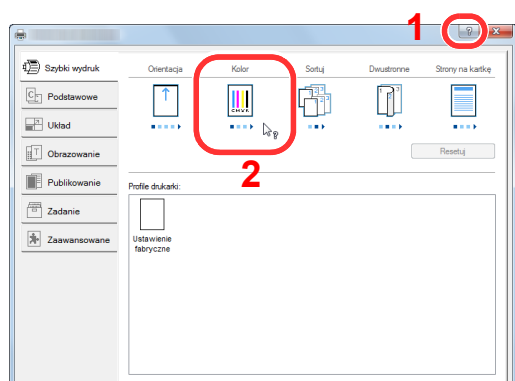 1
?
X
Szybki wydruk
Orientacja
Kolor
Sortuj
Dwustronne
Strony na kartkę
Podstawowe
CMYK
Układ
?
Obrazowanie
Resetuj
2
Publikowanie
Profile drukarki:
Zadanie
Zaawansowane
Ustawienie
fabryczne